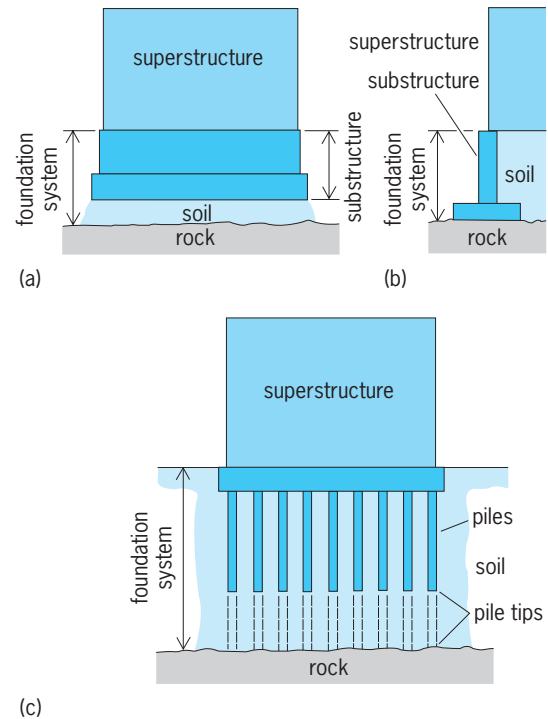 superstructure
foundation
system
substructure
soil
rock
(a)
superstructure
substructure
foundation
system
soil
rock
(b)
superstructure
foundation
system
piles
soil
pile tips
rock
(c)